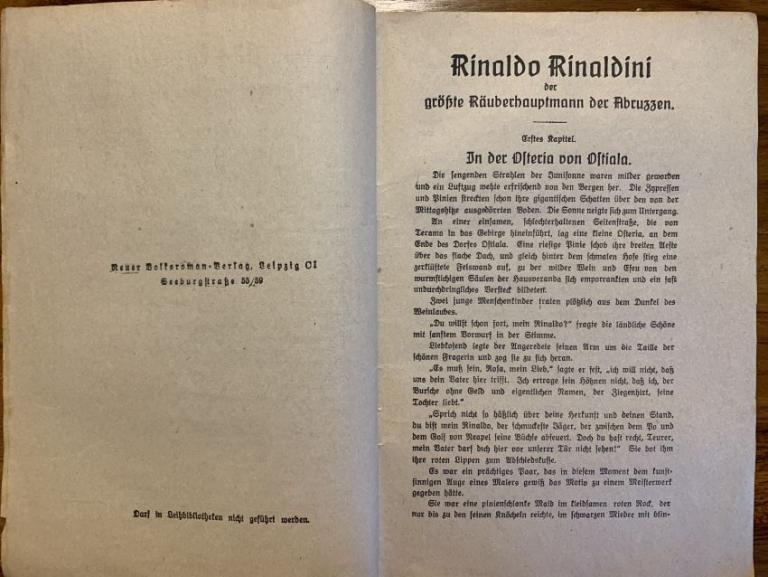 Neuer Volksroman-Verlag, Leipzig C1
Seeburgstraße 53/59
Darf in Leihbibliotheken nicht geführt werden.
Rinaldo Rinaldini
der
größte Räuberhauptmann der Abruzzen.
Erstes Kapitel.
In der Osteria von Ostiala.
Die sengenden Strahlen der Junisonne waren milder geworden
und ein Luftzug wehte erfrischend von den Bergen her. Die Zypressen
und Pinien streckten schon ihre gigantischen Schatten über den von der
Mittagshitze ausgedörrten Boden. Die Sonne neigte sich zum Untergang.
An einer einsamen, schlechterhaltenen Seitenstraße, die von
Teramo in das Gebirge hineinführt, lag eine kleine Osteria, an dem
Ende des Dorfes Ostiala. Eine riesige Pinie schob ihre breiten Aeste
über das flache Dach, und gleich hinter dem schmalen Hofe stieg eine
zerklüftete Felswand auf, zu der wilder Wein und Efeu von den
wurmstichigen Säulen der Hausveranda sich emporrankten und ein fast
undurchdringliches Versteck bildeten.
Zwei junge Menschenkinder traten plötzlich aus dem Dunkel des
Weinlaubes.
„Du willst schon fort, mein Rinaldo?“ fragte die ländliche Schöne
mit sanftem Vorwurf in der Stimme.
Liebkosend legte der Angeredete seinen Arm um die Taille der
schönen Fragerin und zog sie zu sich heran.
„Es muß sein, Rosa, mein Lieb,“ sagte er fest, „ich will nicht, daß
uns dein Vater hier trifft. Ich ertrage sein Höhnen nicht, daß ich, der
Bursche ohne Geld und eigentlichen Namen, der Ziegenhirt, seine
Tochter liebt.“
„Sprich nicht so häßlich über deine Herkunft und deinen Stand,
du bist mein Rinaldo, der schmuckste Jäger, der zwischen dem Po und
dem Golf von Neapel seine Büchse abfeuert. Doch du hast recht, Teurer,
mein Vater darf dich hier vor unserer Tür nicht sehen!“ Sie bot ihm
ihre roten Lippen zum Abschiedskusse.
Es war ein prächtiges Paar, das in diesem Moment dem kunst-
sinnigen Auge eines Malers gewiß das Motiv zu einem Meisterwerk
gegeben hätte.
Sie war eine pinienschlanke Maid im kleidsamen roten Rock, der
nur bis zu den feinen Knöcheln reichte, im schwarzen Mieder mit blin-